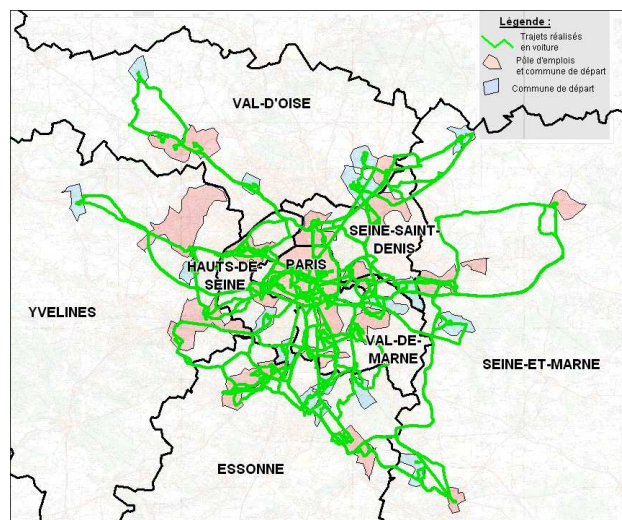 Légende :
Trajets réalisés
en voiture
Pôle d'emplois
et commune de départ
Commune de départ
VAL-D'OISE
SEINE-SAINT-
DENIS
HAUTS-DE-
SEINE
PARIS
YVELINES
VAL-DE-
MARNE
SEINE-ET-MARNE
ESSONNE